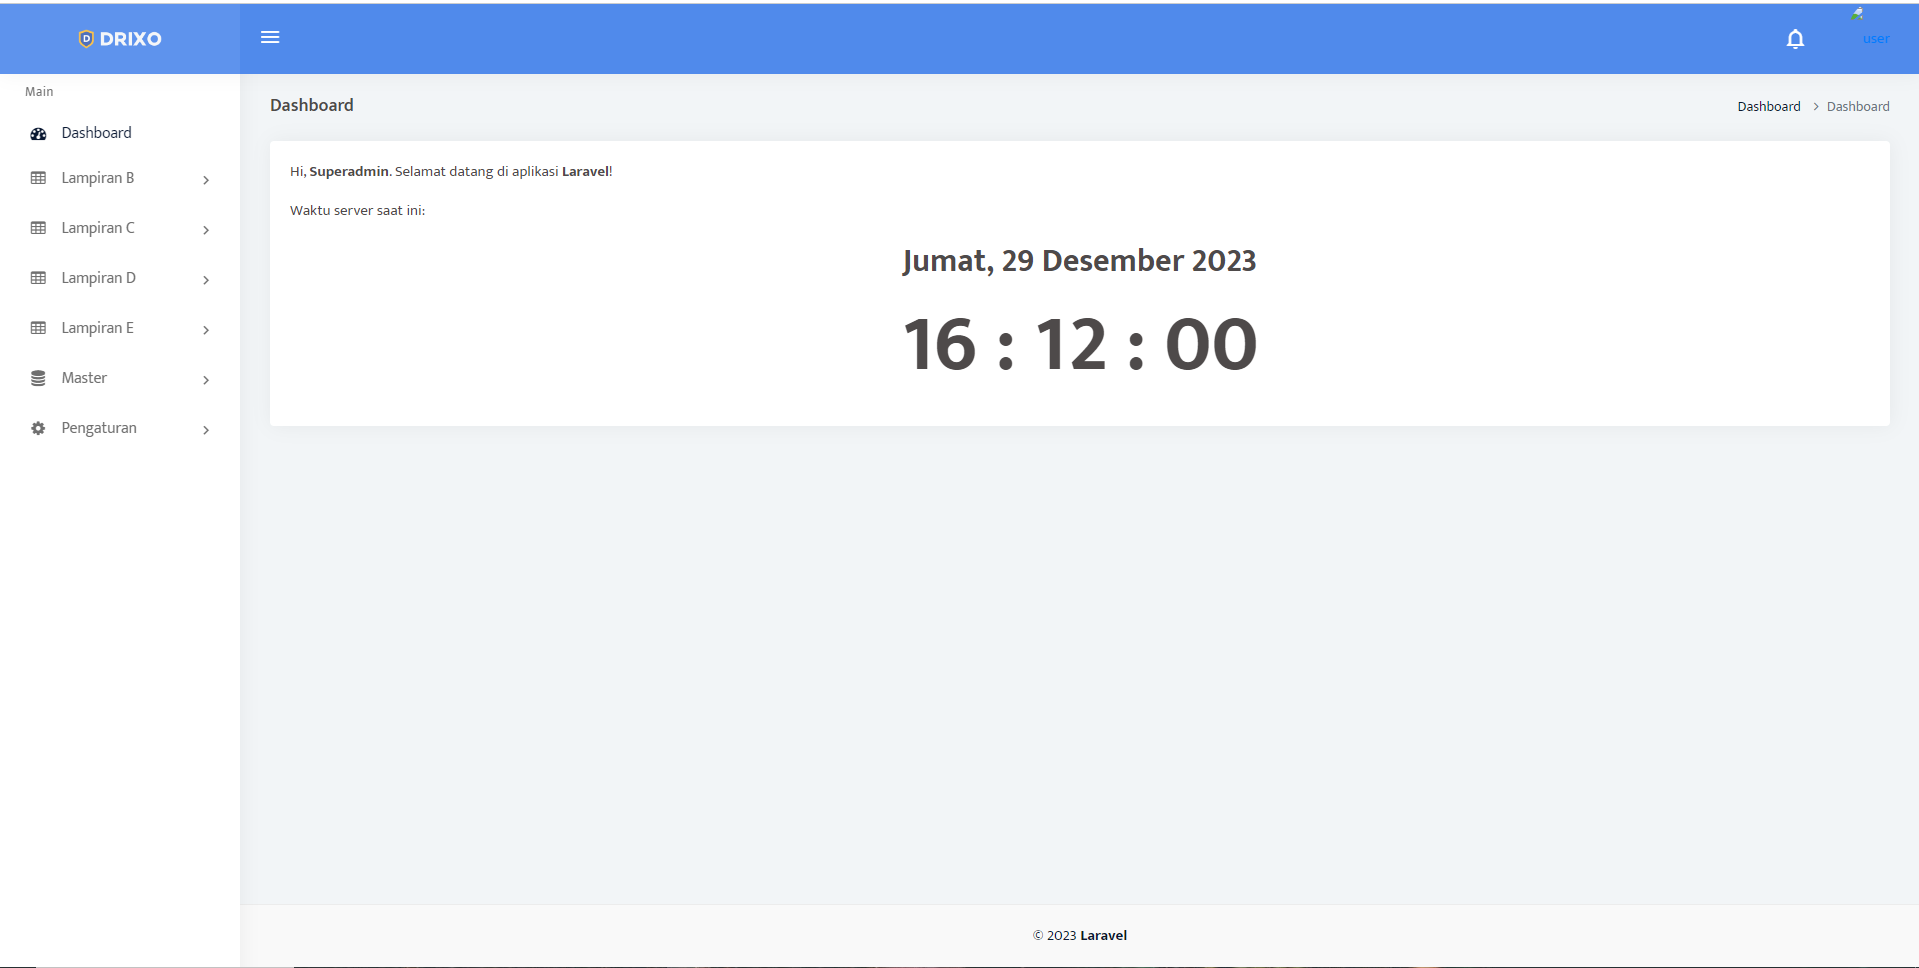 DRIXO
user
Main
Dashboard
Lampiran B
Lampiran C
Lampiran D
Lampiran E
Master
Pengaturan
Dashboard
Dashboard > Dashboard
Hi, Superadmin. Selamat datang di aplikasi Laravel!
Waktu server saat ini:
Jumat, 29 Desember 2023
16 : 12 : 00
© 2023 Laravel